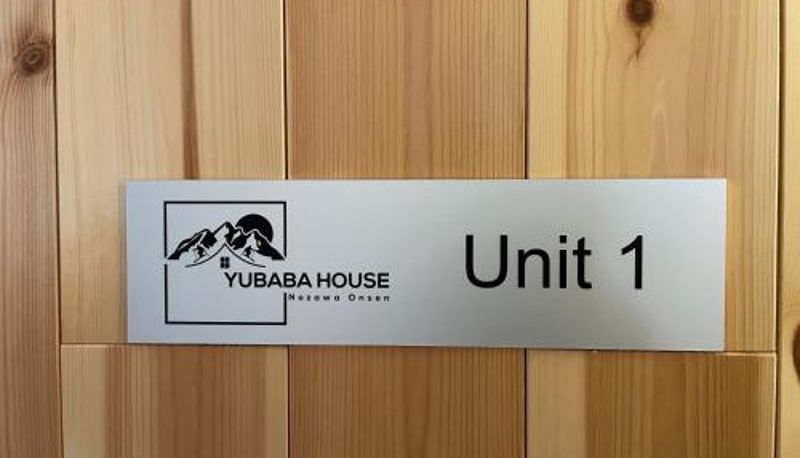 YUBABA HOUSE
Nozawa Onsen
Unit 1